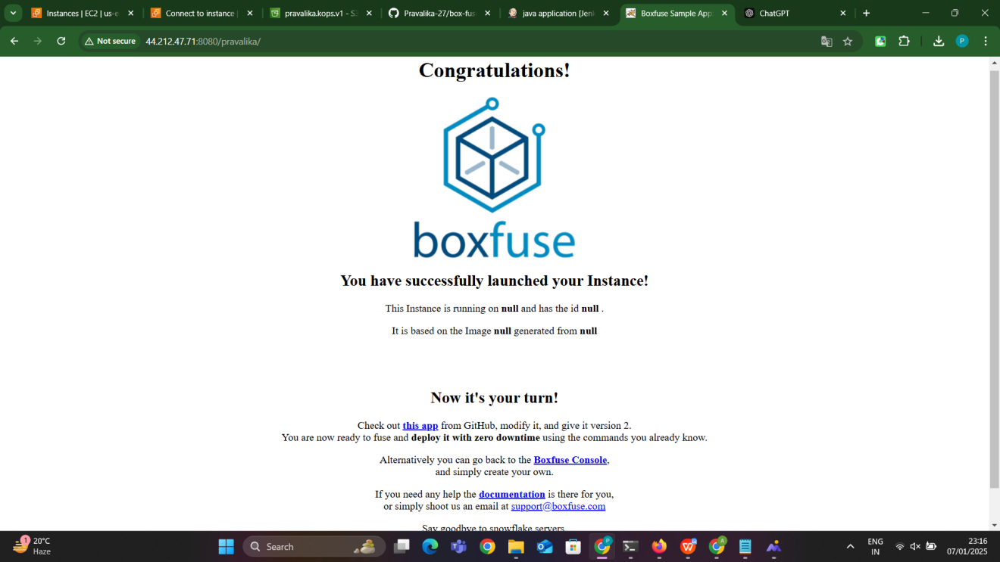 Instances | EC2 | us-e
Connect to instance |
pravalika.kops.v1 - S3
Pravalika-27/box-fus
java application [Jenk
Boxfuse Sample App
ChatGPT
Not secure
44.212.47.71:8080/pravalika/
P
Congratulations!
boxfuse
You have successfully launched your Instance!
This Instance is running on null and has the id null .
It is based on the Image null generated from null
Now it's your turn!
Check out this app from GitHub, modify it, and give it version 2.
You are now ready to fuse and deploy it with zero downtime using the commands you already know.
Alternatively you can go back to the Boxfuse Console,
and simply create your own.
If you need any help the documentation is there for you,
or simply shoot us an email at support@boxfuse.com
Say goodbye to snowflake servers
1
20°C
Haze
Search
ENG
IN
23:16
07/01/2025